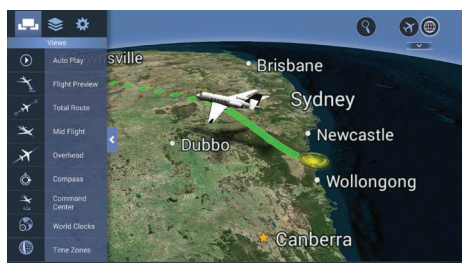 Views
Auto Play
Flight Preview
Total Route
Mid Flight
Overhead
Compass
Command
Center
World Clocks
Time Zones
nsville
Brisbane
Sydney
Newcastle
Dubbo
Wollongong
Canberra